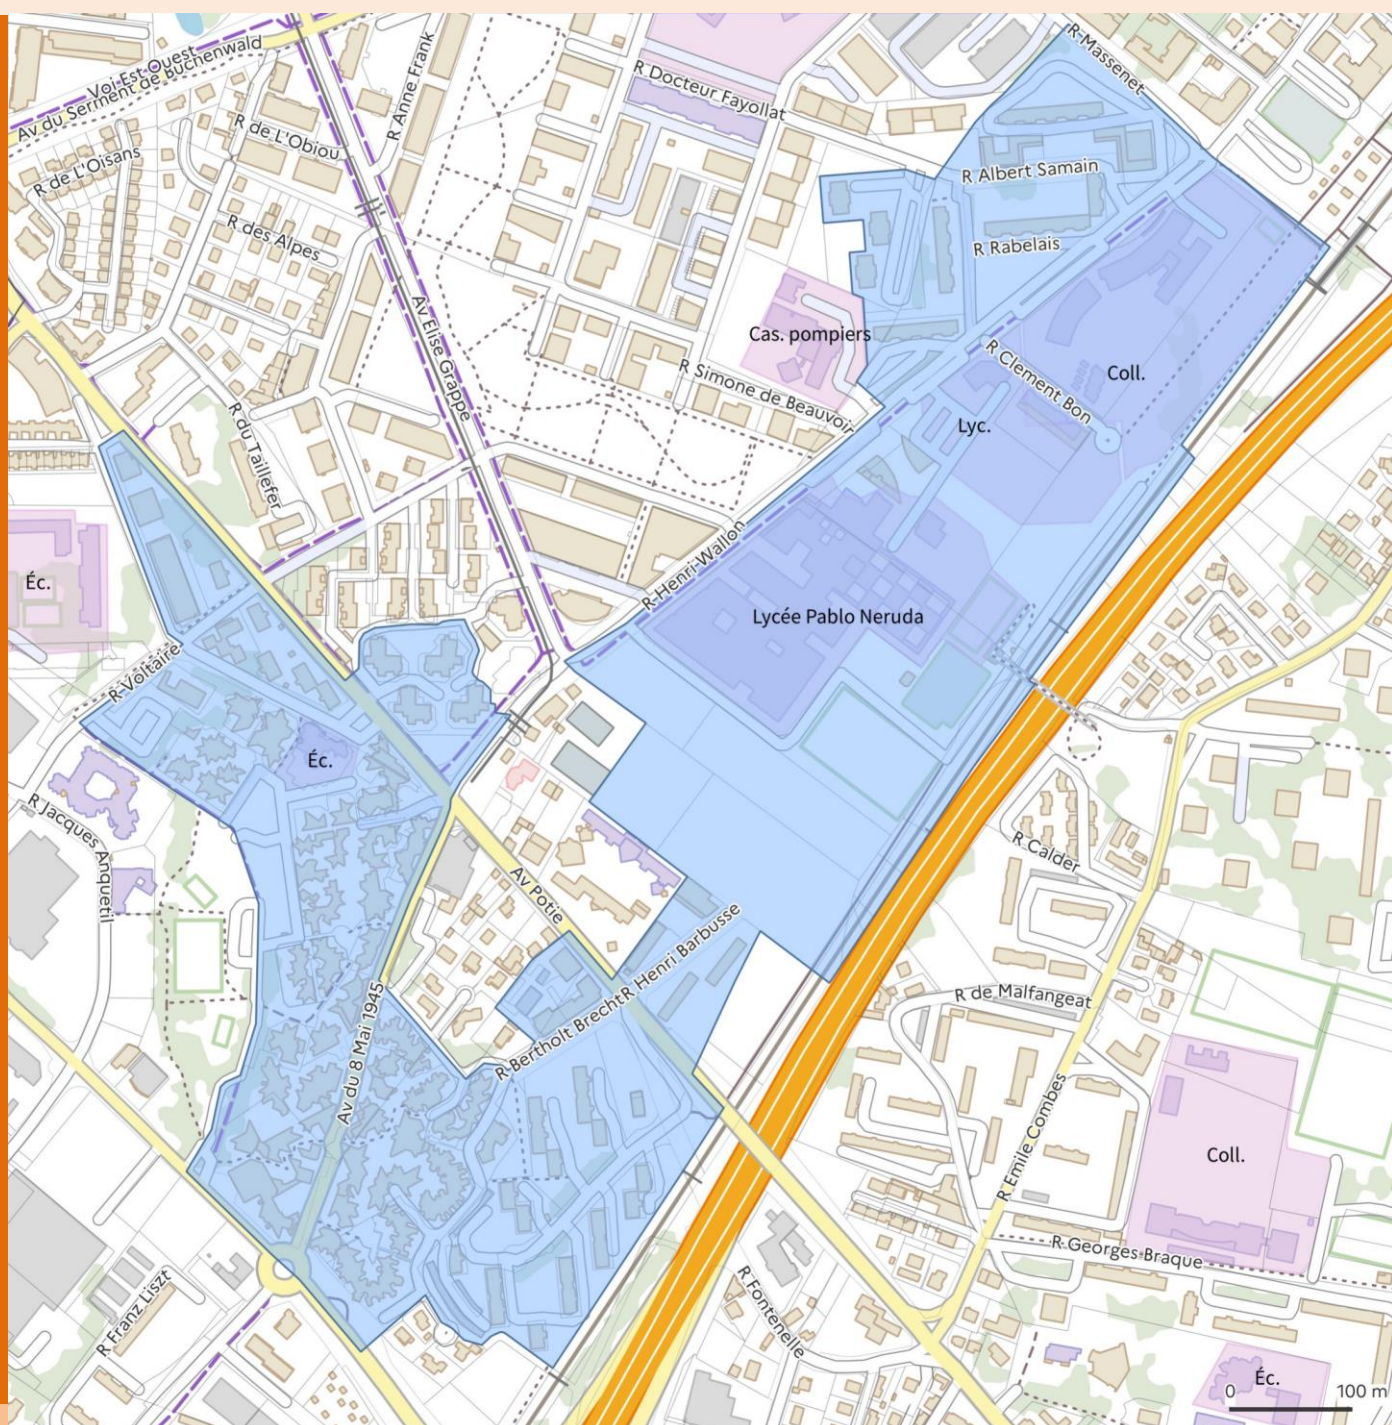 Voi Est-Ouest
Av du Serment de Buchenwald
R de L'Oisans
R de L'Obiou
R Anne Frank
R des Alpes
R Docteur Fayollat
R Massenet
R Albert Samain
R Rabelais
Av Elise Grappe
Cas. pompiers
R Simone de Beauvoir
R Clement Bon
Coll.
Lyc.
R du Taillefer
R Henri-Wallon
Éc.
Lycée Pablo Neruda
R Voltaire
Éc.
R Jacques Anquetil
R Calder
Av Potie
R Henri Barbusse
R Bertholt Brecht
R de Malfangeat
Av du 8 Mai 1945
R Emile Combes
Coll.
R Georges Braque
R Franz Liszt
R Fontenelle
Éc.
0 100 m